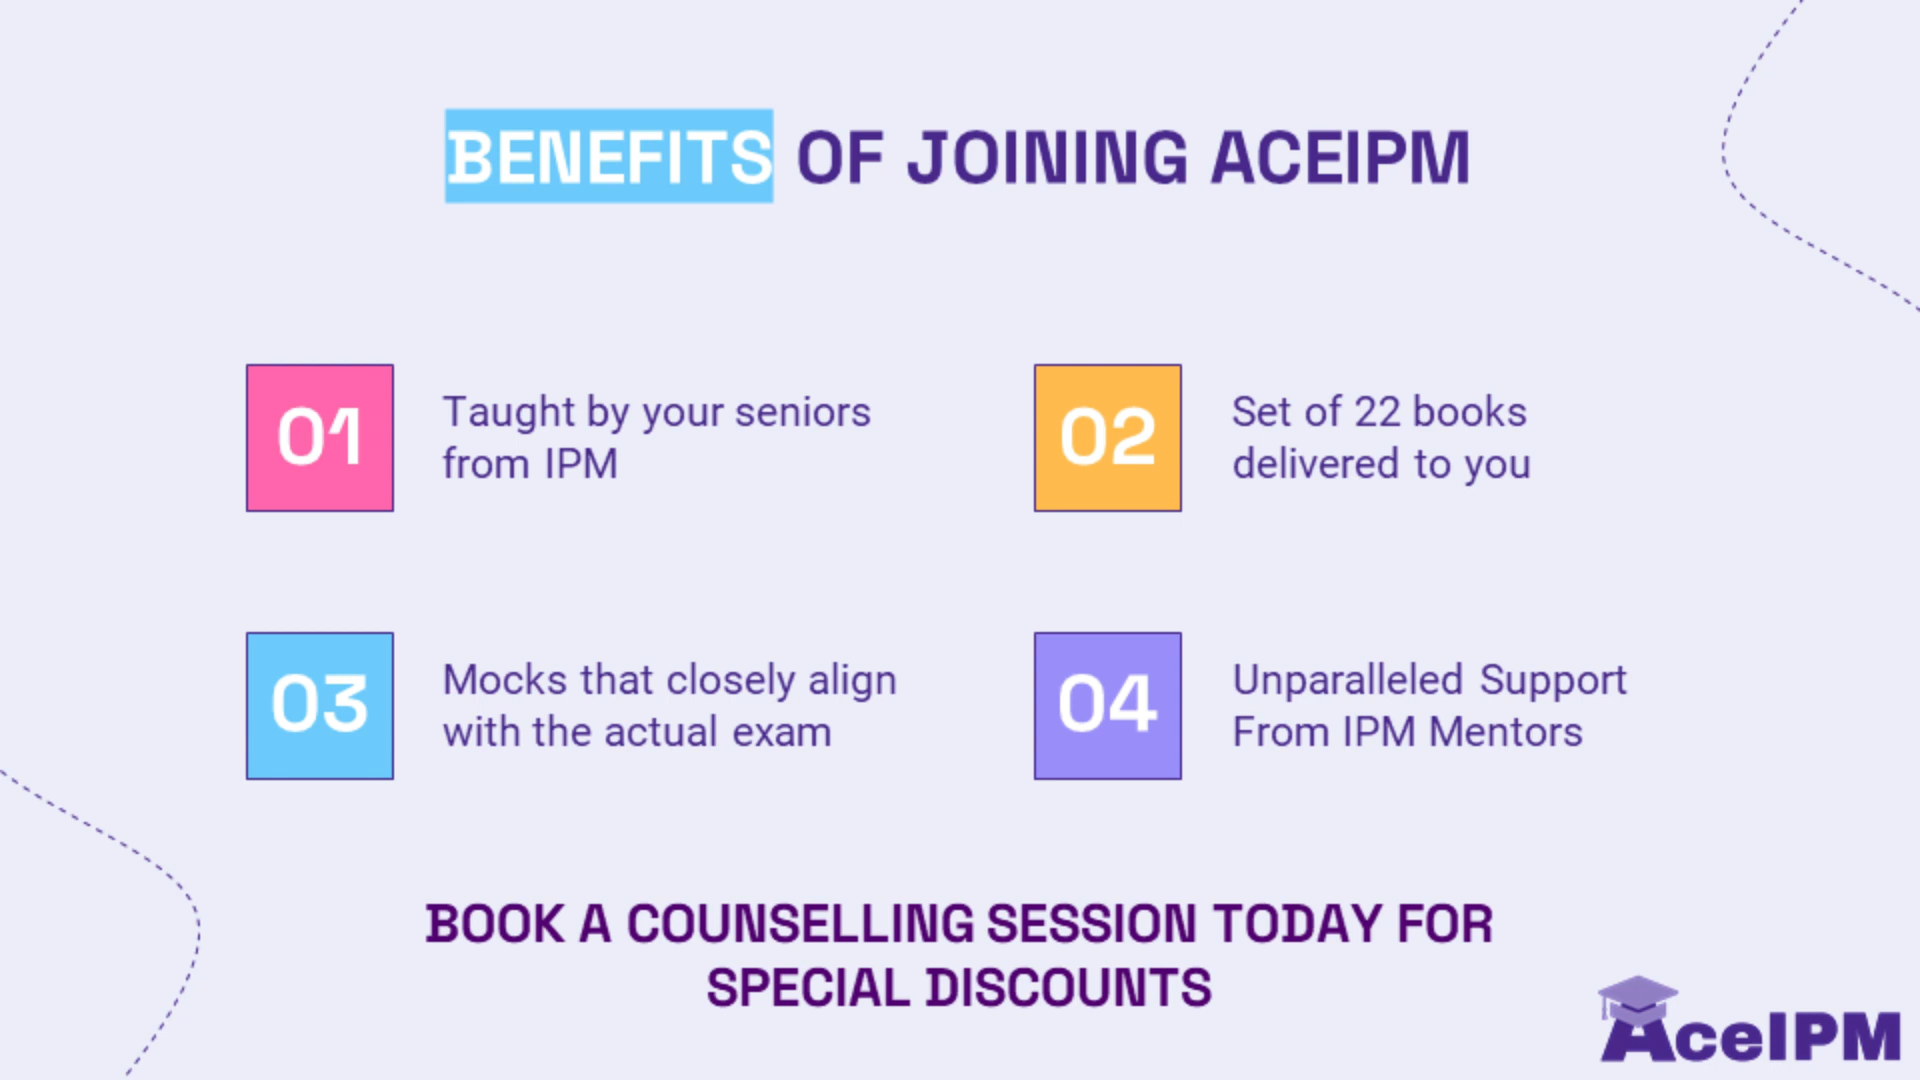 BENEFITS OF JOINING ACEIPM
01
Taught by your seniors
from IPM
02
Set of 22 books
delivered to you
03
Mocks that closely align
with the actual exam
04
Unparalleled Support
From IPM Mentors
BOOK A COUNSELLING SESSION TODAY FOR
SPECIAL DISCOUNTS
AceIPM